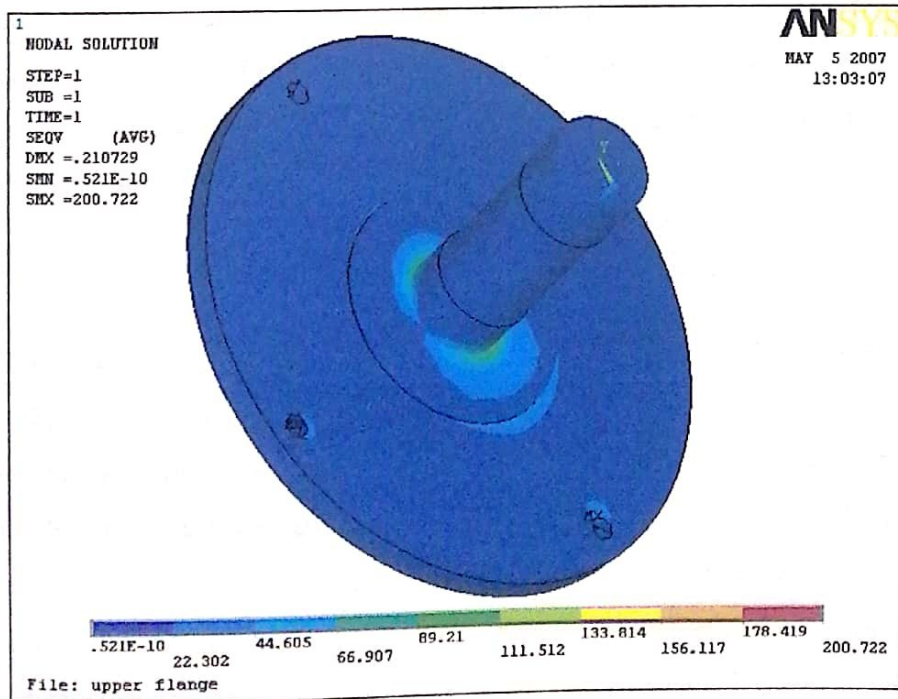 1
NODAL SOLUTION
STEP=1
SUB =1
TIME=1
SEQV (AVG)
DMX =.210729
SMN =.521E-10
SMX =200.722
ANSYS
MAY 5 2007
13:03:07
MX
.521E-10 44.605 89.21 133.814 178.419
22.302 66.907 111.512 156.117 200.722
File: upper flange